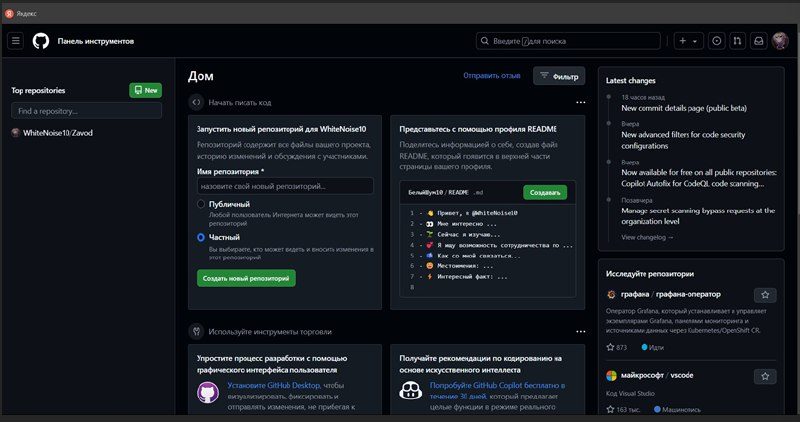 Яндекс
Панель инструментов
Введите / для поиска
Top repositories
New
Find a repository...
WhiteNoise10/Zavod
Дом
Отправить отзыв
Фильтр
Начать писать код
Запустить новый репозиторий для WhiteNoise10
Репозиторий содержит все файлы вашего проекта,
историю изменений и обсуждения с участниками.
Имя репозитория *
назовите свой новый репозиторий...
Публичный
Любой пользователь Интернета может видеть этот
репозиторий
Частный
Вы выбираете, кто может видеть и вносить изменения в
этот репозиторий
Создать новый репозиторий
Представьтесь с помощью профиля README
Поделитесь информацией о себе, создав файл
README, который появится в верхней части
страницы вашего профиля.
БелыйШум10 / README .md
Создавать
1 - 👋 Привет, я @WhiteNoise10
2 - 👀 Мне интересно ...
3 - 🌱 Сейчас я изучаю...
4 - 💞️ Я ищу возможность сотрудничества по ...
5 - 📫 Как со мной связаться...
6 - 😄 Местоимения: ...
7 - ⚡ Интересный факт: ...
8
Используйте инструменты торговли
Упростите процесс разработки с помощью
графического интерфейса пользователя
Установите GitHub Desktop, чтобы
визуализировать, фиксировать и
отправлять изменения, не прибегая к
Получайте рекомендации по кодированию на
основе искусственного интеллекта
Попробуйте GitHub Copilot бесплатно в
течение 30 дней, который предлагает
целые функции в режиме реального
Latest changes
18 часов назад
New commit details page (public beta)
Вчера
New advanced filters for code security
configurations
Вчера
Now available for free on all public repositories:
Copilot Autofix for CodeQL code scanning...
Позавчера
Manage secret scanning bypass requests at the
organization level
View changelog →
Исследуйте репозитории
графана / графана-оператор
Оператор Grafana, который устанавливает и управляет
экземплярами Grafana, панелями мониторинга и
источниками данных через Kubernetes/OpenShift CR.
873
Идти
майкрософт / vscode
Код Visual Studio
163 тыс.
Машинопись